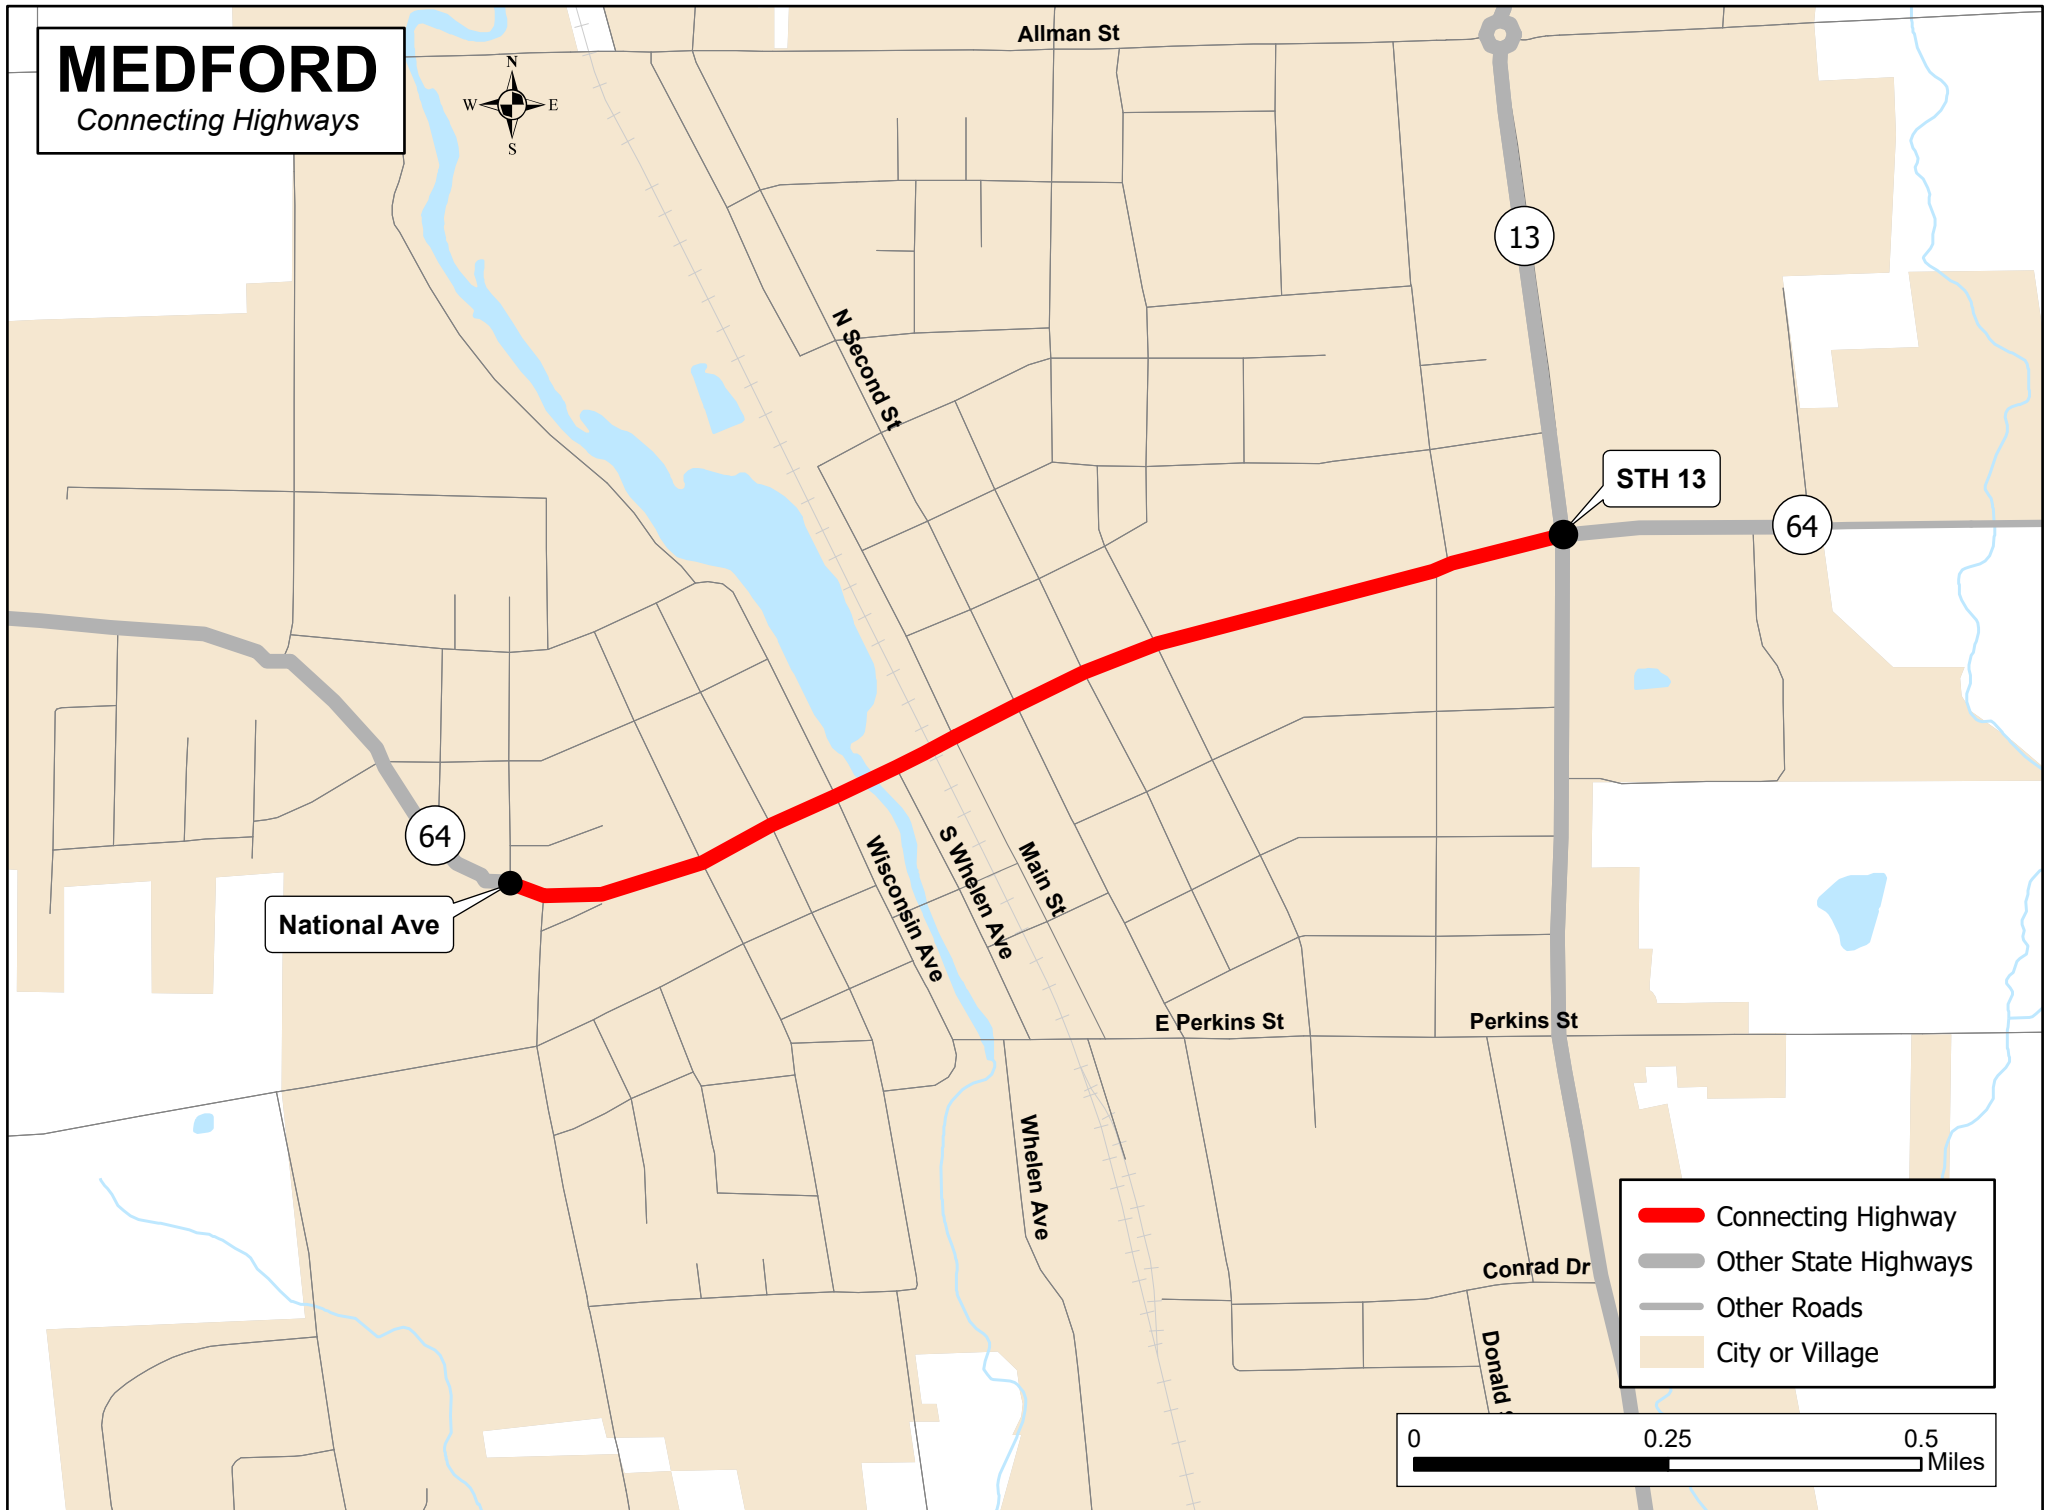 MEDFORD
Connecting Highways
N
W
E
S
Allman St
13
N Second St
STH 13
64
64
National Ave
Wisconsin Ave
S Whelen Ave
Main St
E Perkins St
Perkins St
Whelen Ave
Conrad Dr
Donald S
Connecting Highway
Other State Highways
Other Roads
City or Village
0
0.25
0.5
Miles